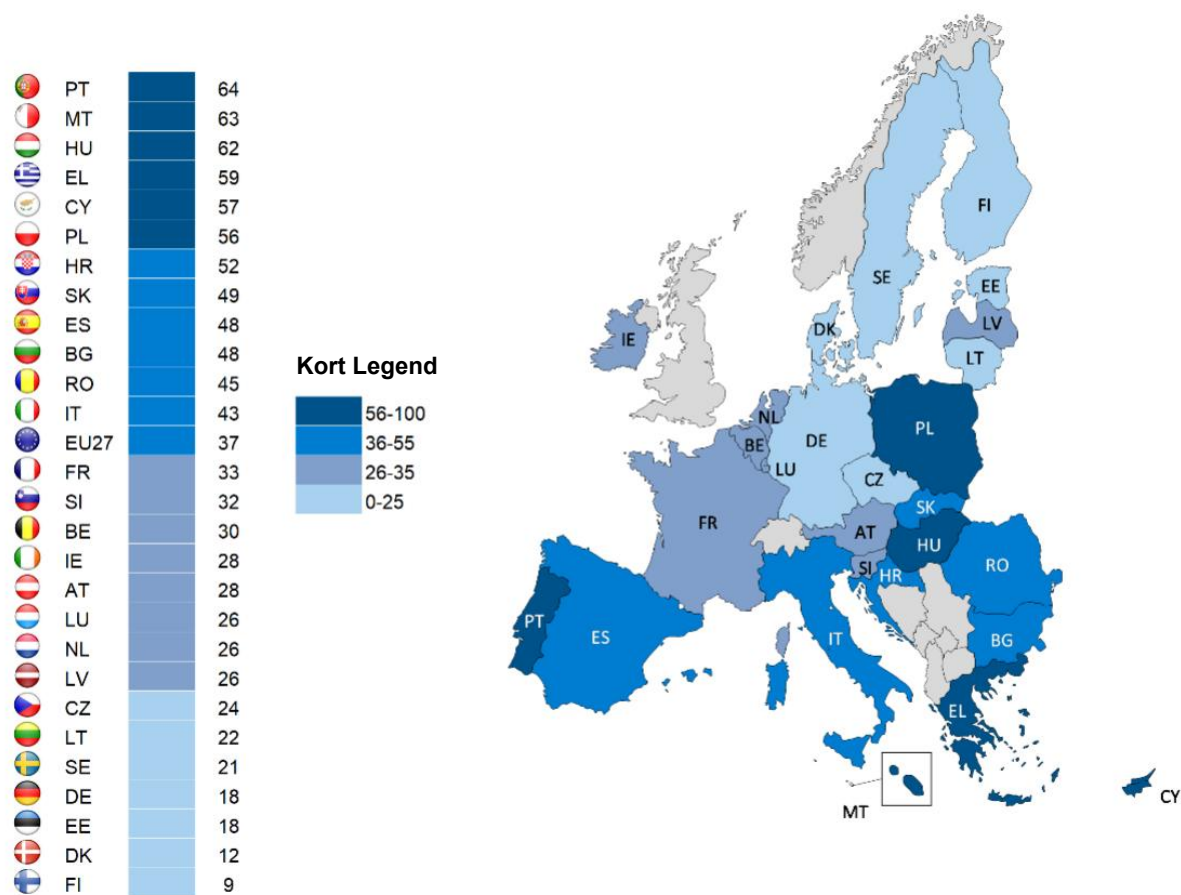 PT 64
MT 63
HU 62
EL 59
CY 57
PL 56
HR 52
SK 49
ES 48
BG 48
RO 45
IT 43
EU27 37
FR 33
SI 32
BE 30
IE 28
AT 28
LU 26
NL 26
LV 26
CZ 24
LT 22
SE 21
DE 18
EE 18
DK 12
FI 9
Kort Legend
56-100
36-55
26-35
0-25
FI
SE
EE
LV
DK
LT
IE
NL
PL
BE
DE
LU
CZ
SK
FR
AT
HU
SI
HR
RO
PT
ES
IT
BG
EL
MT
CY